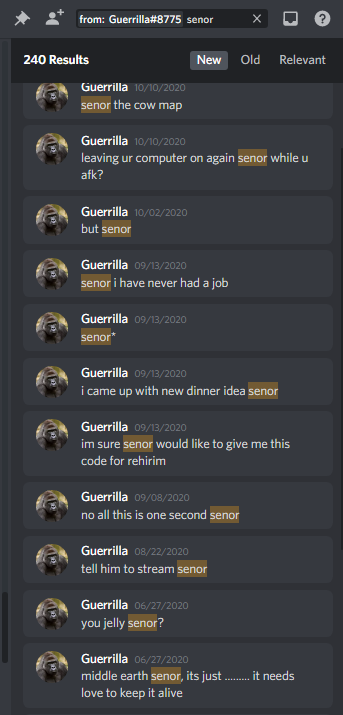 from: Guerrilla#8775 senor
240 Results
New Old Relevant
Guerrilla 10/10/2020
senor the cow map
Guerrilla 10/10/2020
leaving ur computer on again senor while u
afk?
Guerrilla 10/02/2020
but senor
Guerrilla 09/13/2020
senor i have never had a job
Guerrilla 09/13/2020
senor*
Guerrilla 09/13/2020
i came up with new dinner idea senor
Guerrilla 09/13/2020
im sure senor would like to give me this
code for rehirim
Guerrilla 09/08/2020
no all this is one second senor
Guerrilla 08/22/2020
tell him to stream senor
Guerrilla 06/27/2020
you jelly senor?
Guerrilla 06/27/2020
middle earth senor, its just ......... it needs
love to keep it alive